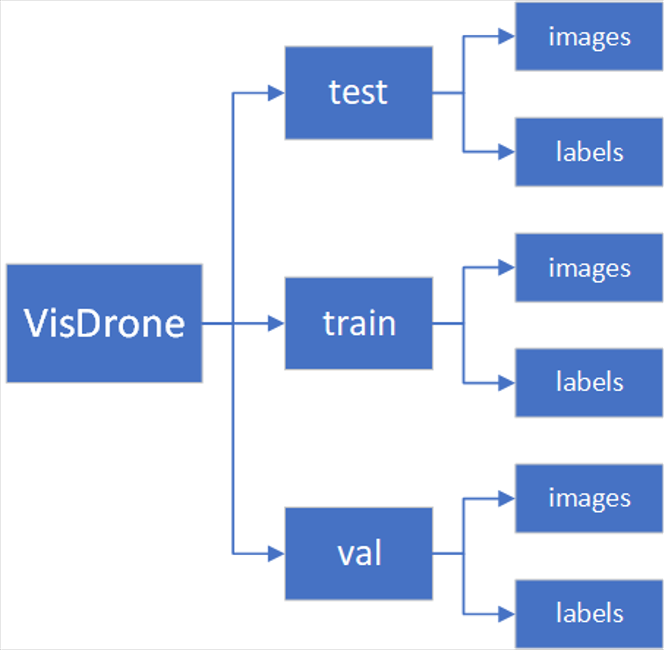 VisDrone
test
images
labels
train
images
labels
val
images
labels